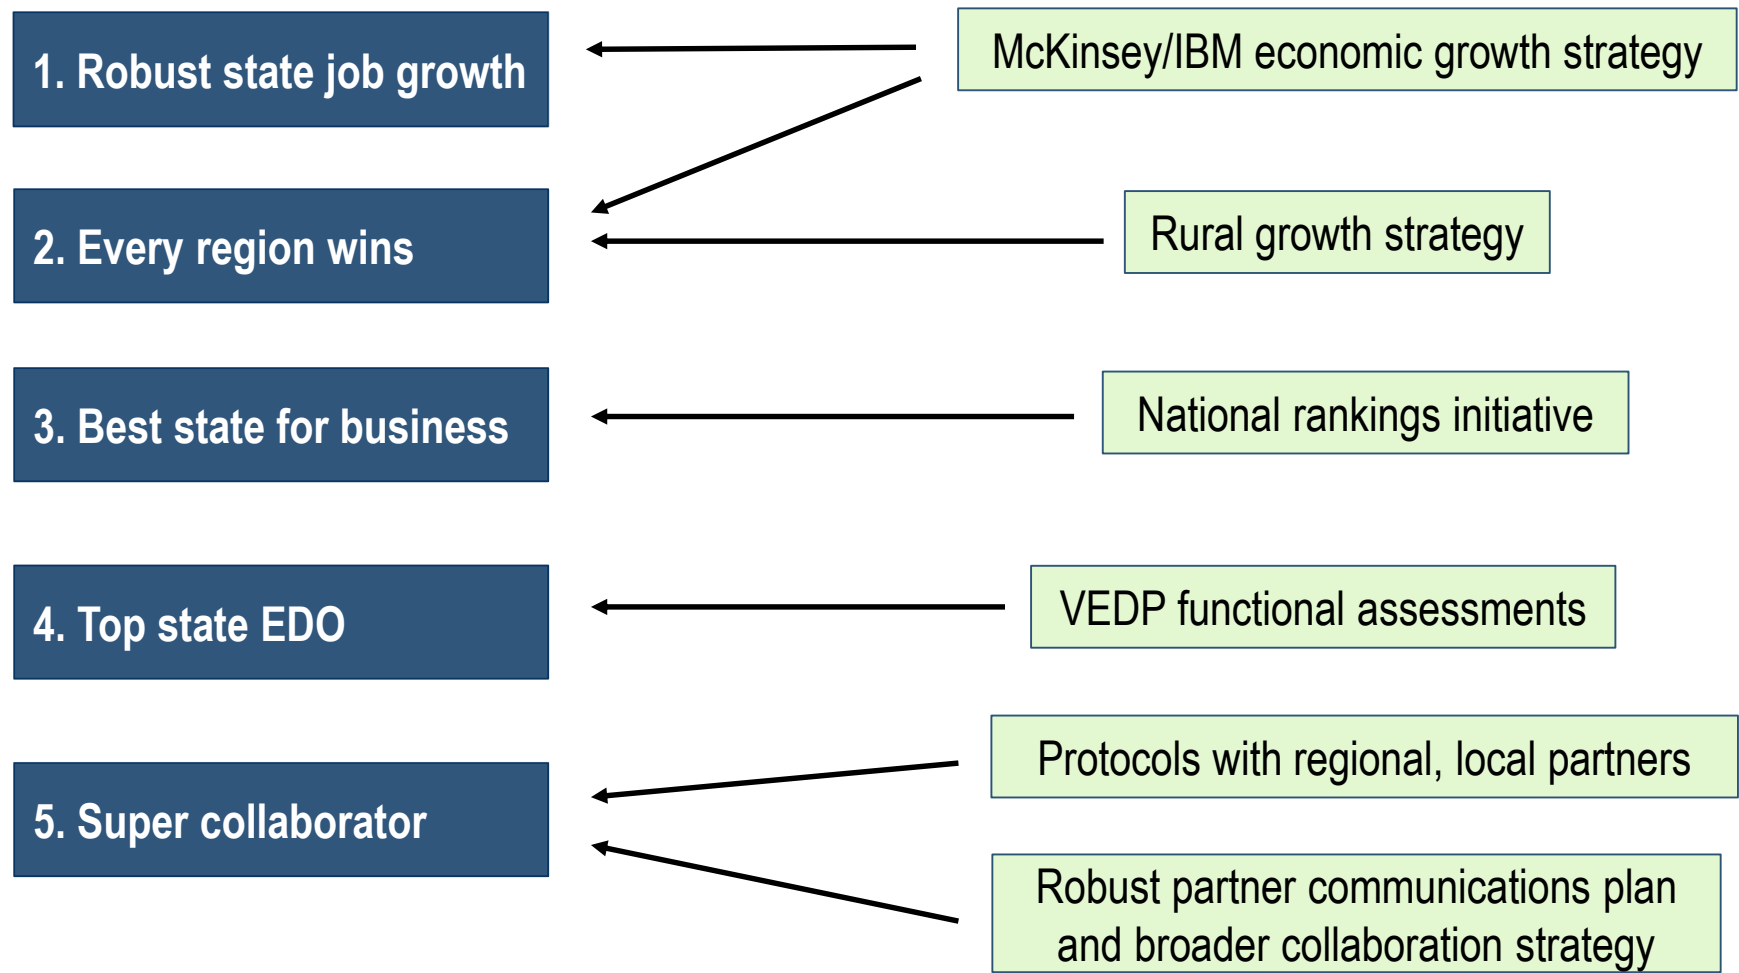 1. Robust state job growth
McKinsey/IBM economic growth strategy
2. Every region wins
Rural growth strategy
3. Best state for business
National rankings initiative
4. Top state EDO
VEDP functional assessments
5. Super collaborator
Protocols with regional, local partners
Robust partner communications plan
and broader collaboration strategy